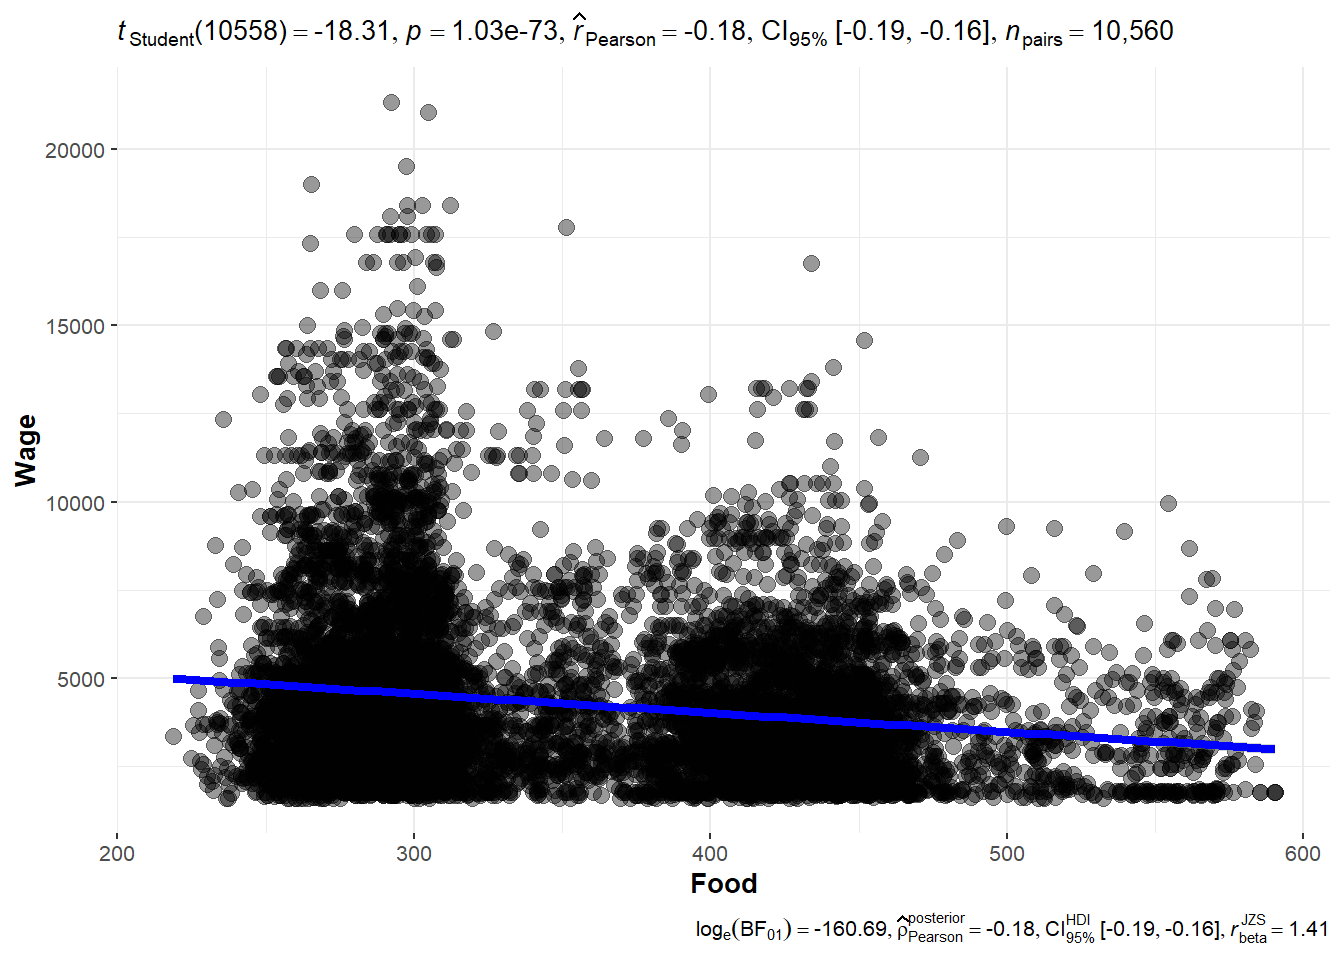 t Student(10558) = -18.31, p = 1.03e-73, r̂ Pearson = -0.18, CI95% [-0.19, -0.16], n pairs = 10,560
20000
15000
10000
5000
Wage
200 300 400 500 600
Food
log e(BF01) = -160.69, ρ̂ posterior Pearson = -0.18, CI HDI 95% [-0.19, -0.16], r JZS beta = 1.41